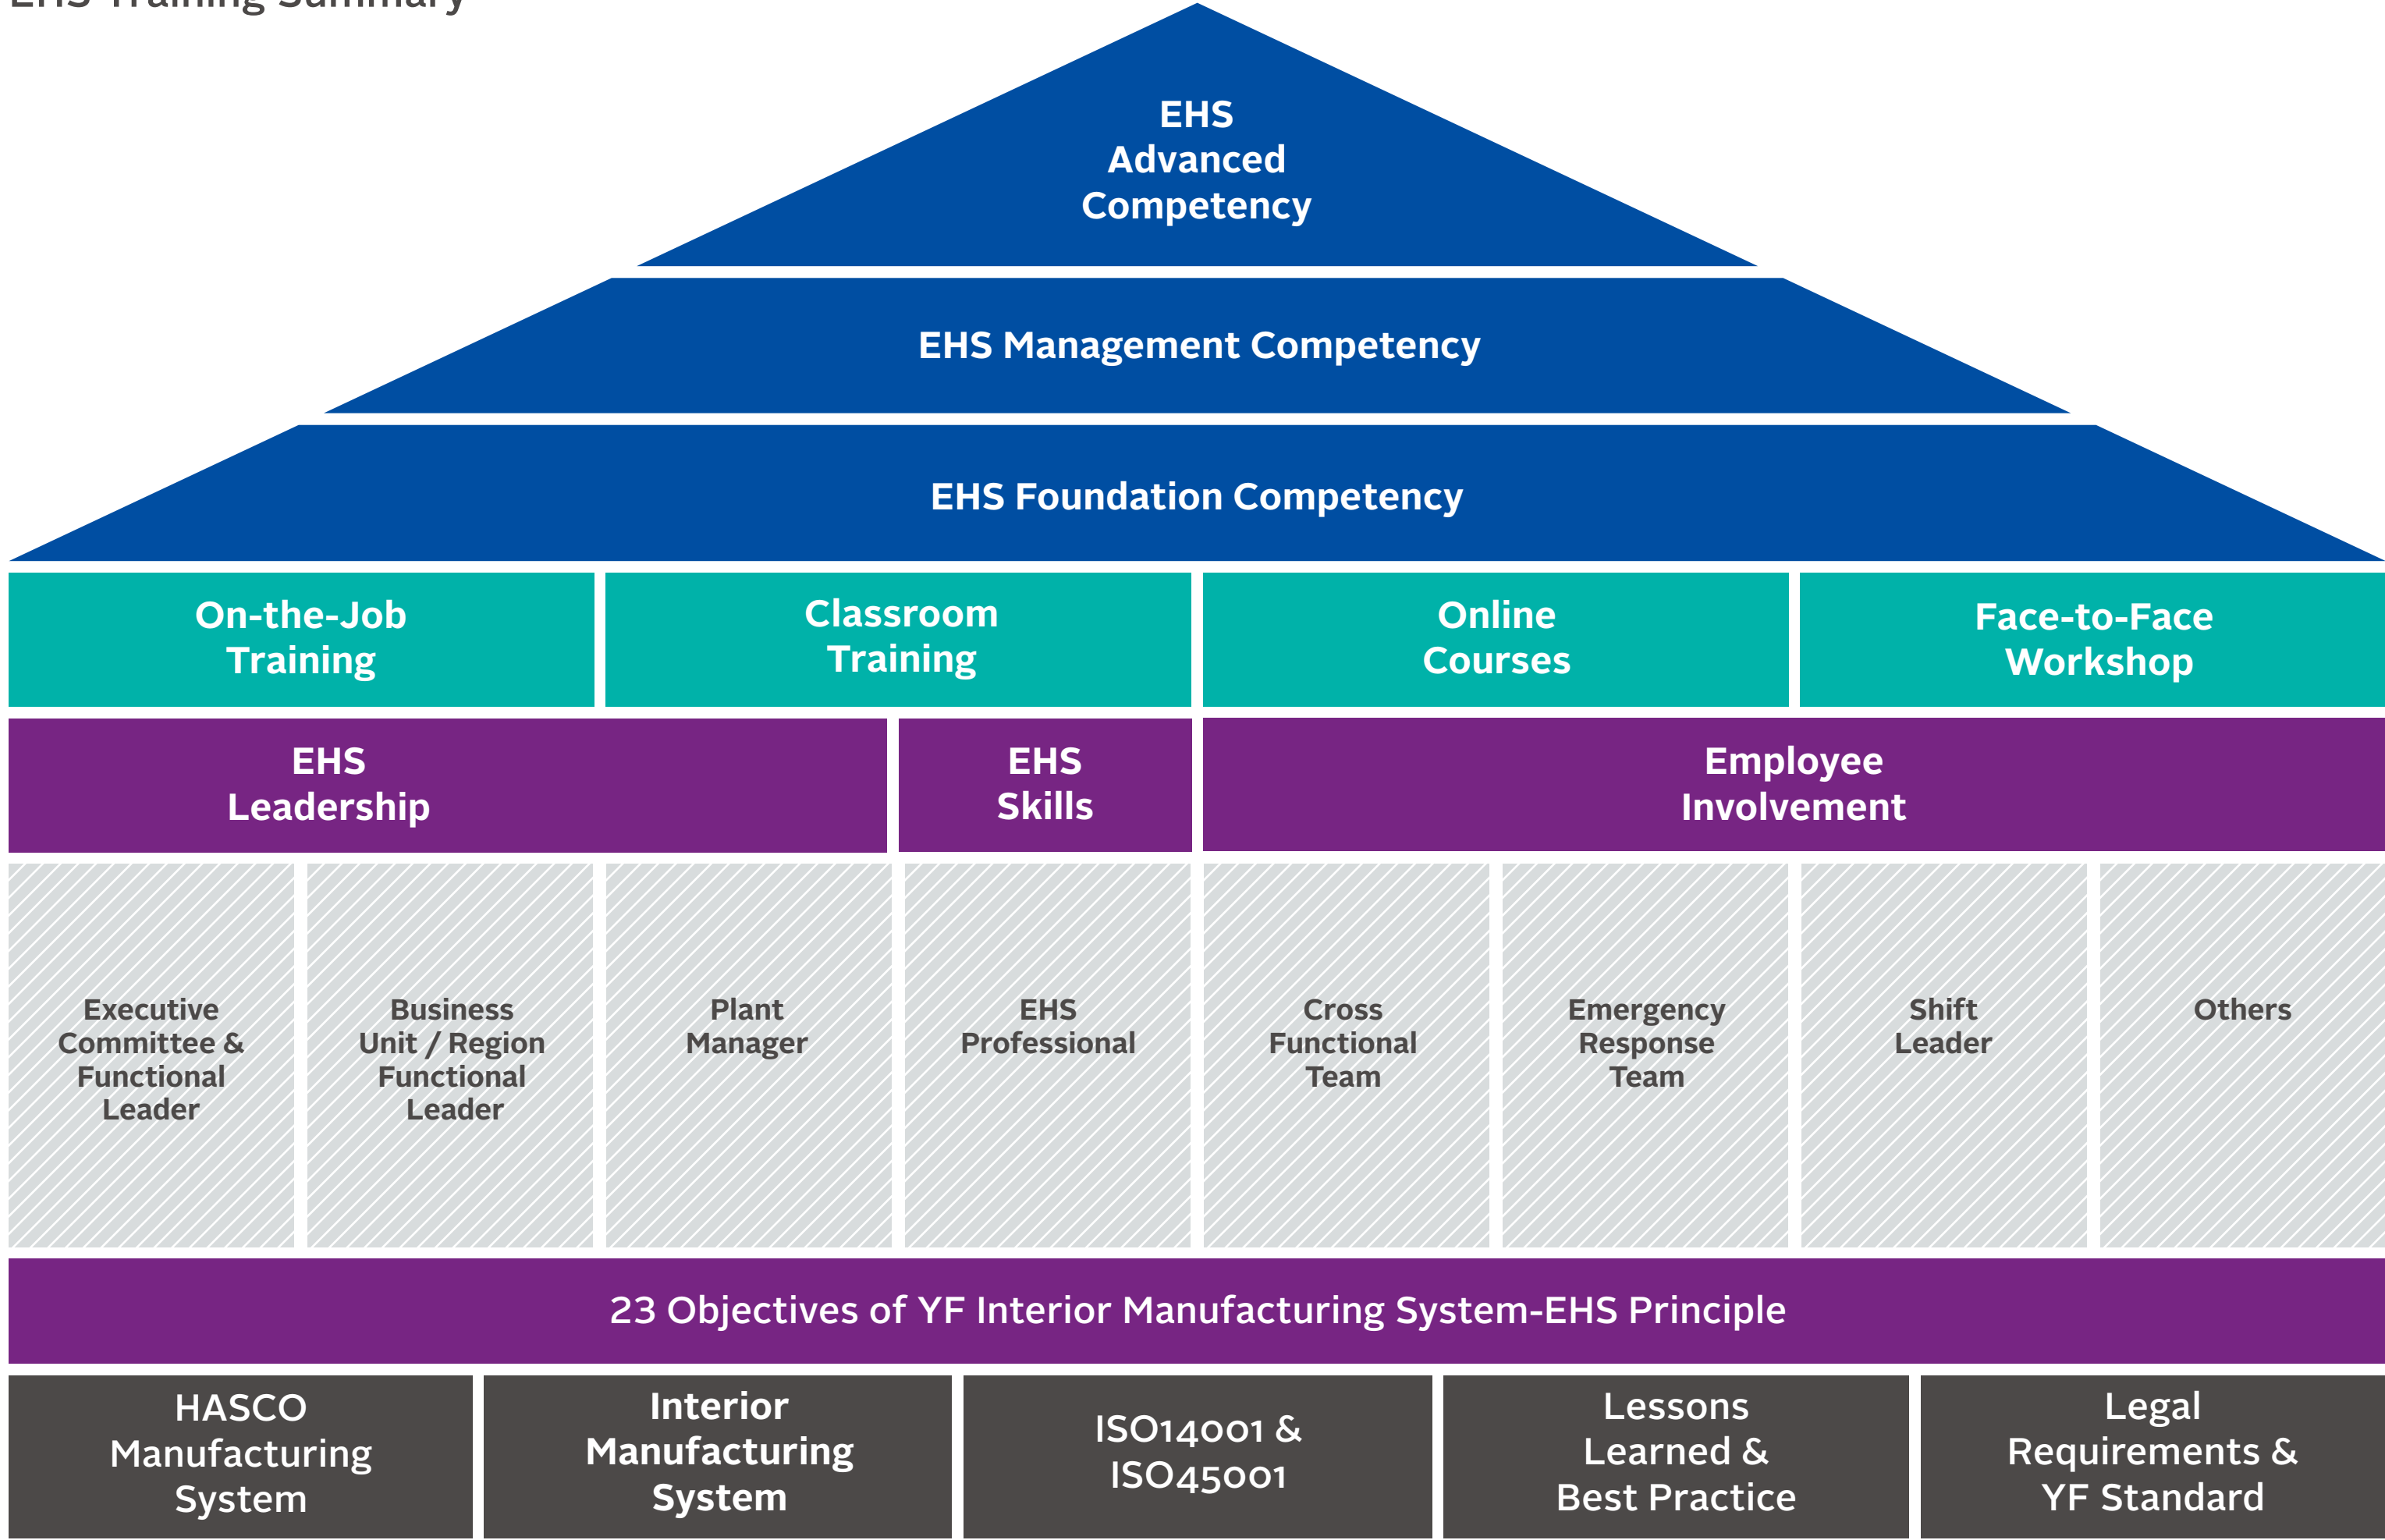 EHS Training Summary
EHS
Advanced
Competency
EHS Management Competency
EHS Foundation Competency
On-the-Job
Training
Classroom
Training
Online
Courses
Face-to-Face
Workshop
EHS
Leadership
EHS
Skills
Employee
Involvement
Executive
Committee &
Functional
Leader
Business
Unit / Region
Functional
Leader
Plant
Manager
EHS
Professional
Cross
Functional
Team
Emergency
Response
Team
Shift
Leader
Others
23 Objectives of YF Interior Manufacturing System-EHS Principle
HASCO
Manufacturing
System
Interior
Manufacturing
System
ISO14001 &
ISO45001
Lessons
Learned &
Best Practice
Legal
Requirements &
YF Standard